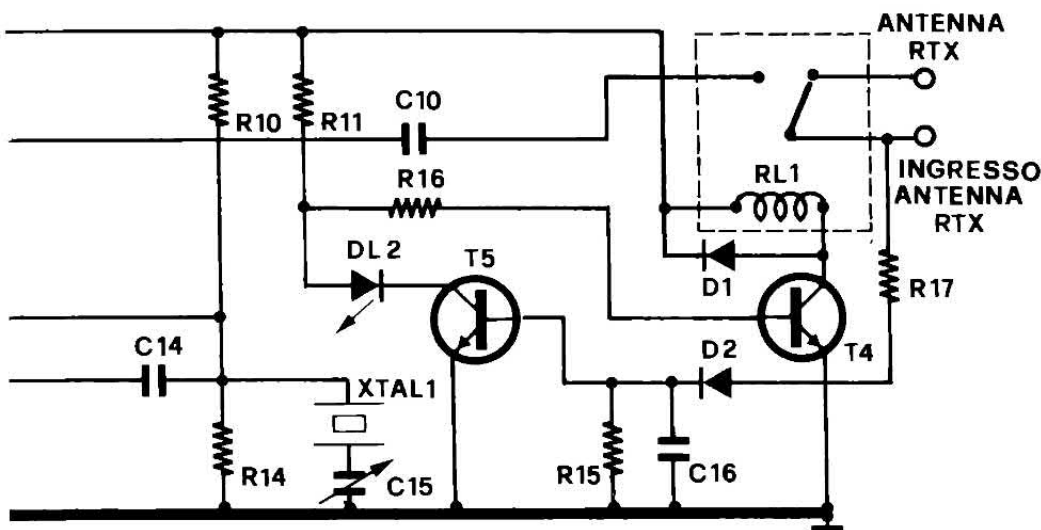 ANTENNA
RTX
C10
R10
R11
R16
RL1
INGRESSO
ANTENNA
RTX
DL2
T5
D1
R17
C14
D2
T4
XTAL1
R14
C15
R15
C16